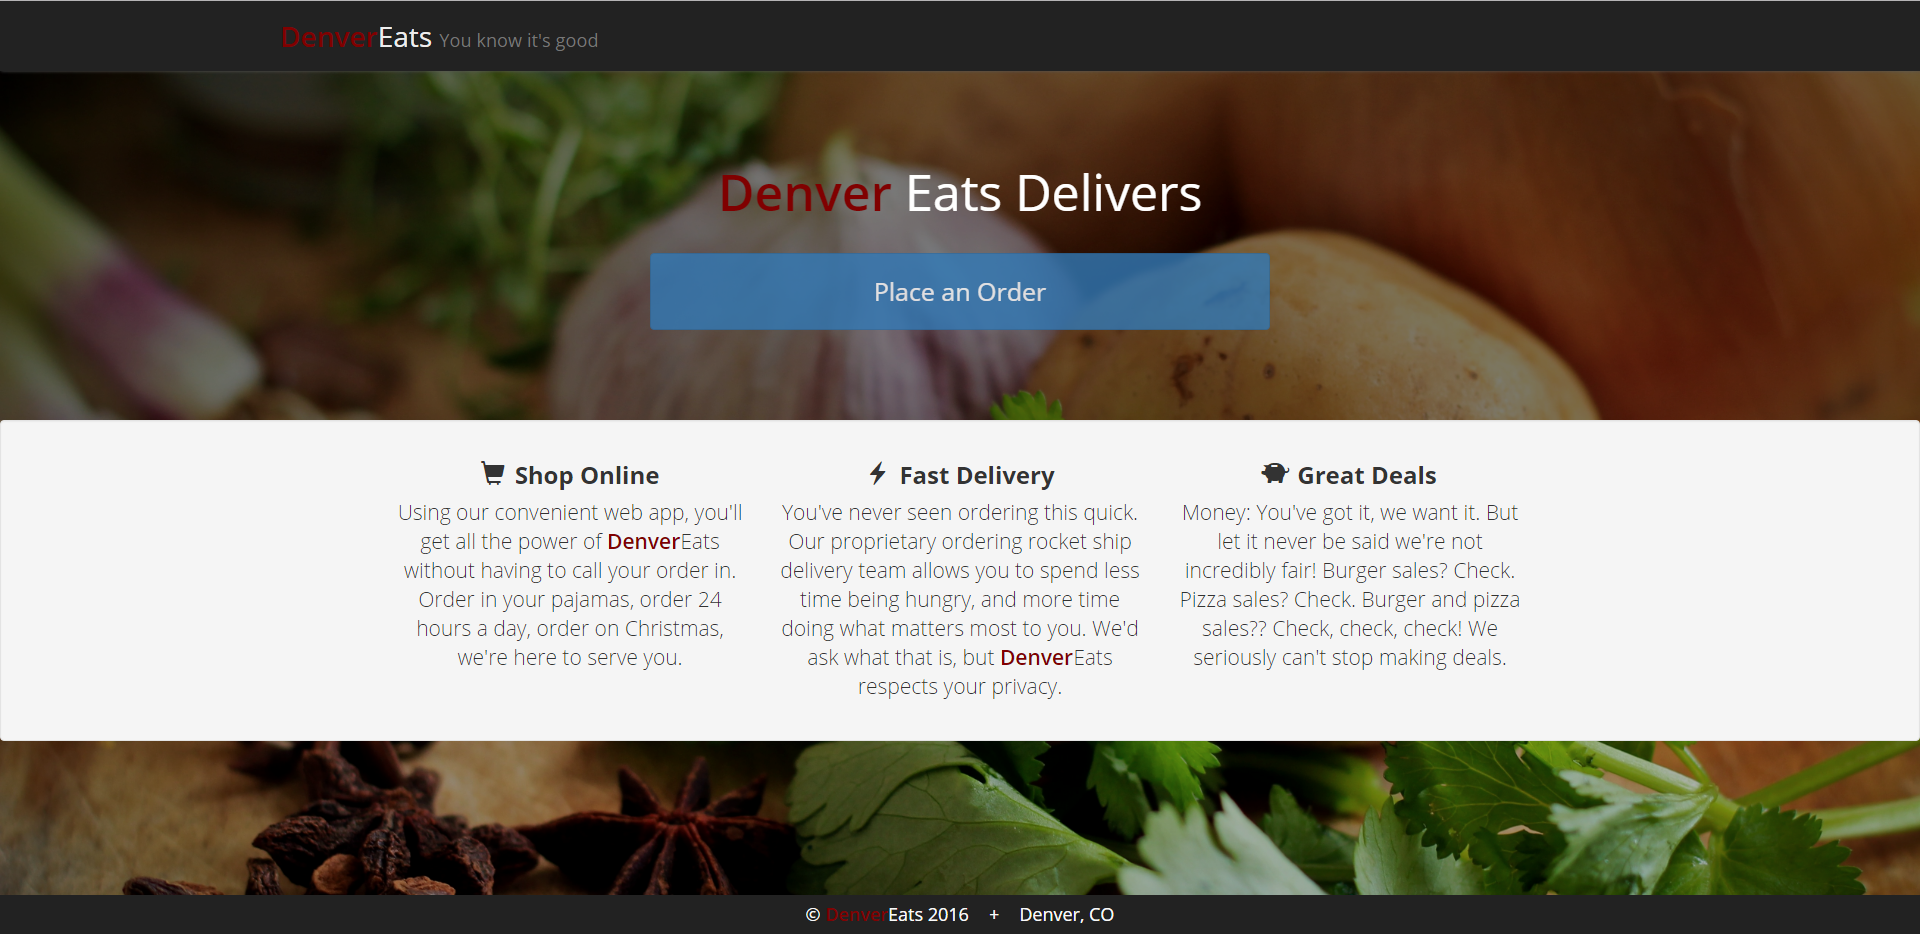 DenverEats You know it's good
Denver Eats Delivers
Place an Order
Shop Online
Using our convenient web app, you'll
get all the power of DenverEats
without having to call your order in.
Order in your pajamas, order 24
hours a day, order on Christmas,
we're here to serve you.
Fast Delivery
You've never seen ordering this quick.
Our proprietary ordering rocket ship
delivery team allows you to spend less
time being hungry, and more time
doing what matters most to you. We'd
ask what that is, but DenverEats
respects your privacy.
Great Deals
Money: You've got it, we want it. But
let it never be said we're not
incredibly fair! Burger sales? Check.
Pizza sales? Check. Burger and pizza
sales?? Check, check, check! We
seriously can't stop making deals.
© DenverEats 2016 + Denver, CO